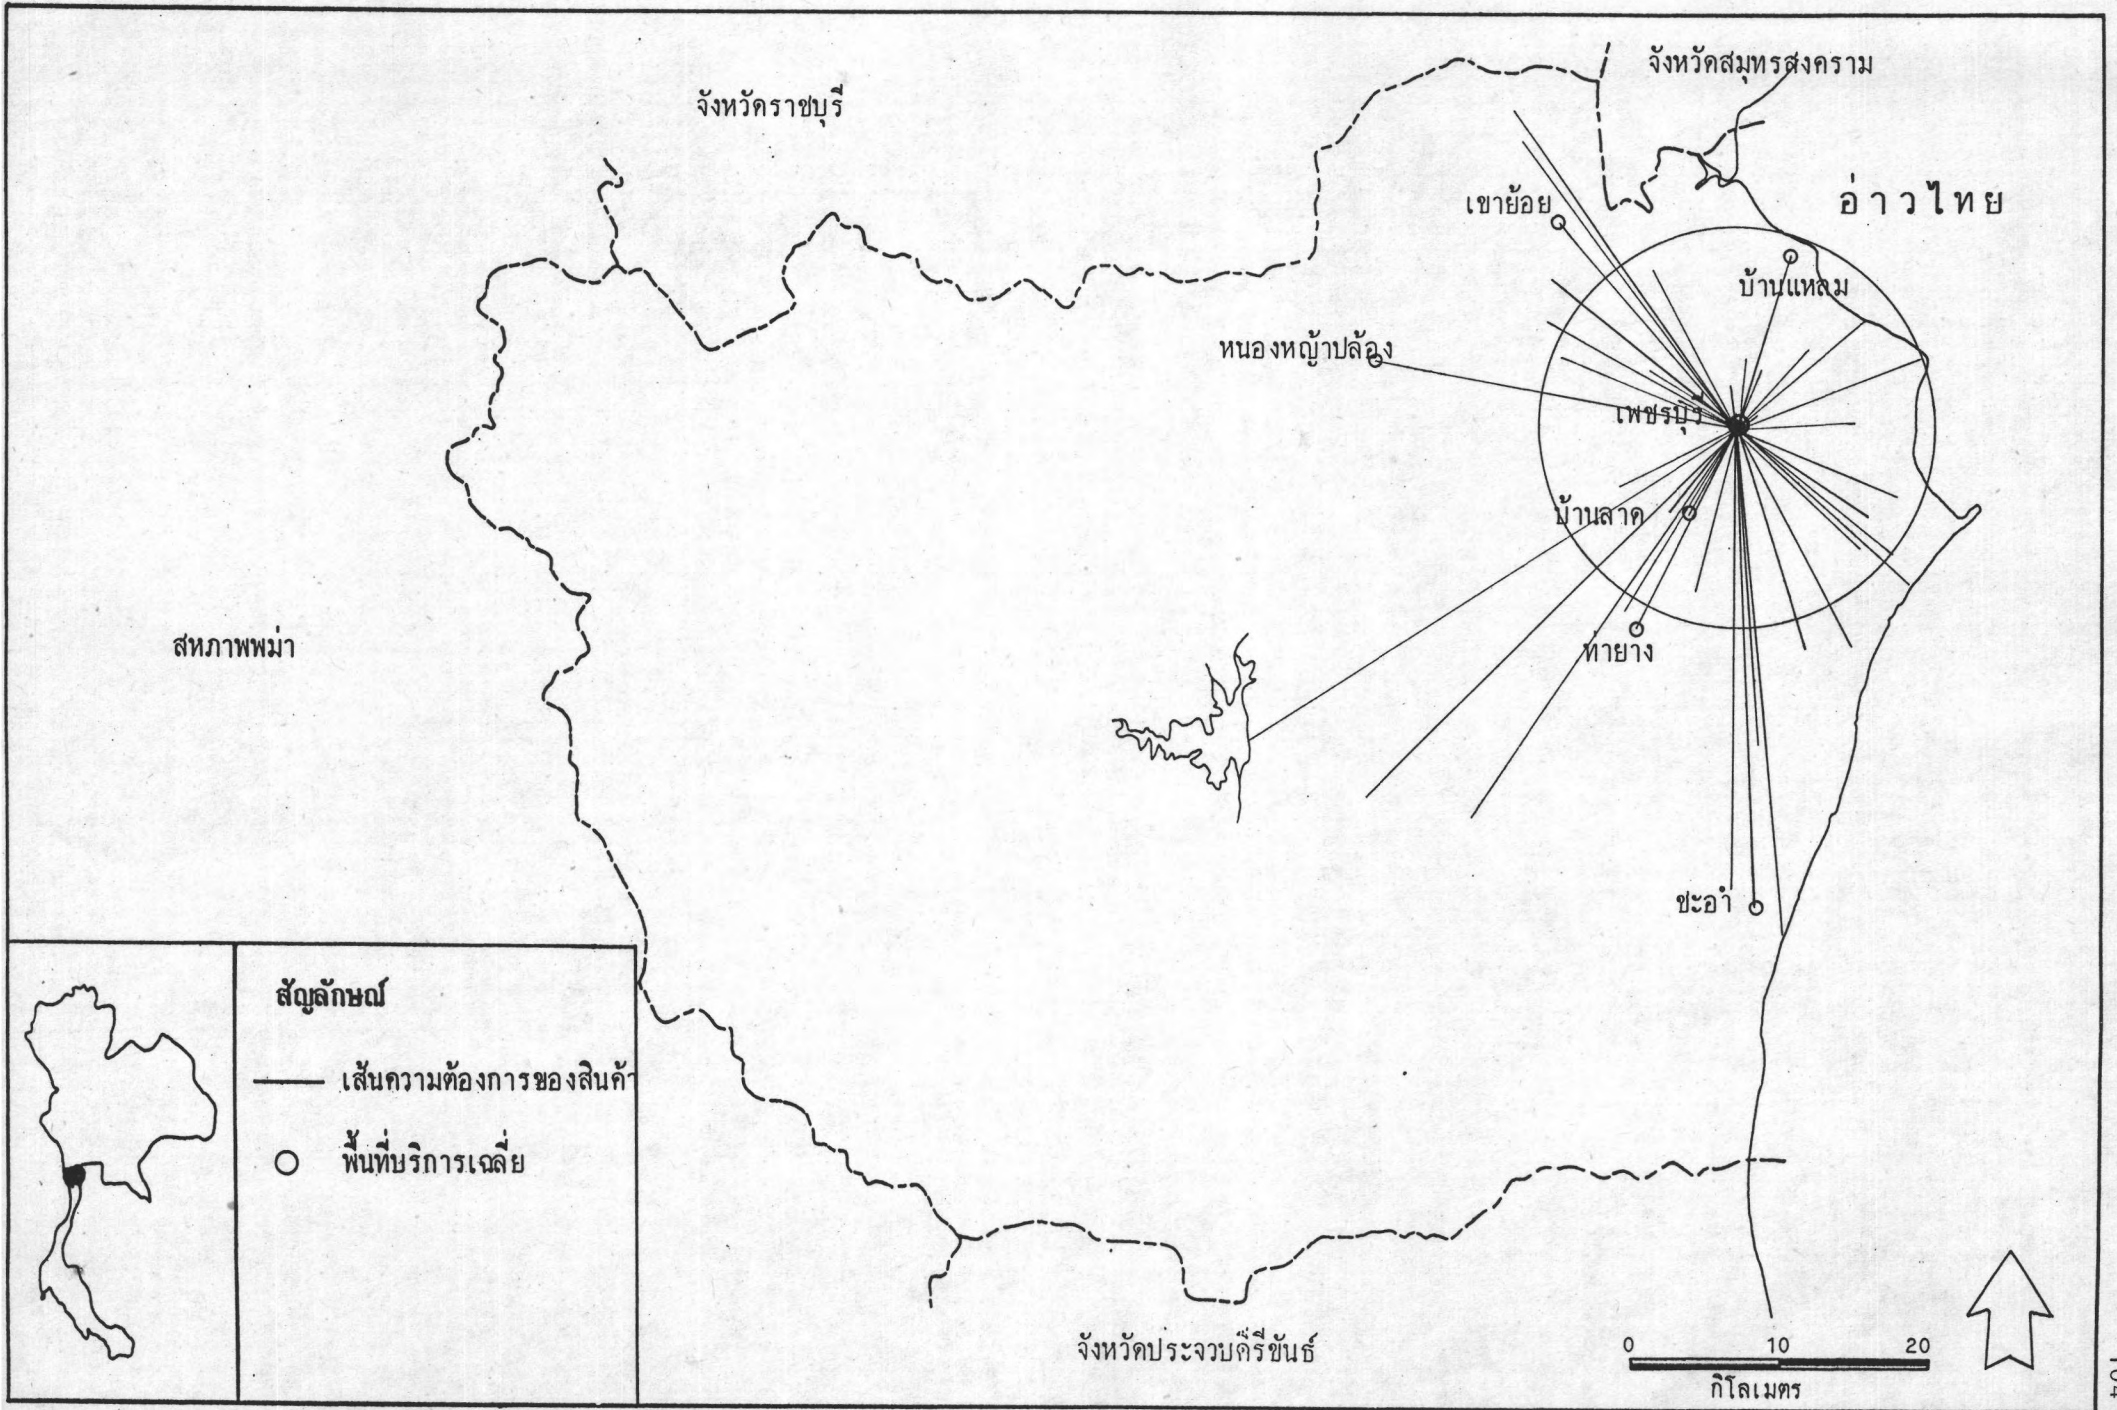 จังหวัดสมุทรสงคราม
จังหวัดราชบุรี
อ่าวไทย
เขาย้อย
บ้านแหลม
หนองหญ้าปล้อง
เพชรบุรี
บ้านลาด
สหภาพพม่า
ท่ายาง
ชะอำ
สัญลักษณ์
เส้นความต้องการของสินค้า
พื้นที่บริการเฉลี่ย
จังหวัดประจวบคีรีขันธ์
0 10 20
กิโลเมตร